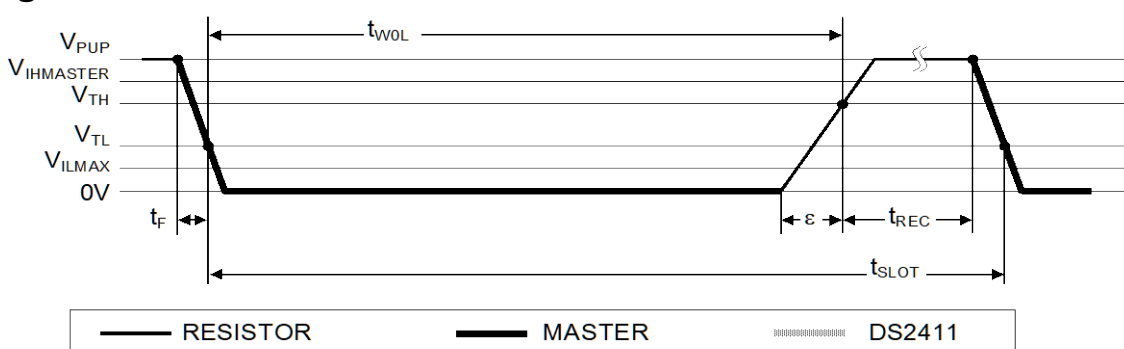 tW0L
VPUP
VIHMASTER
VTH
VTL
VILMAX
0V
tF
ε
tREC
tSLOT
RESISTOR MASTER DS2411